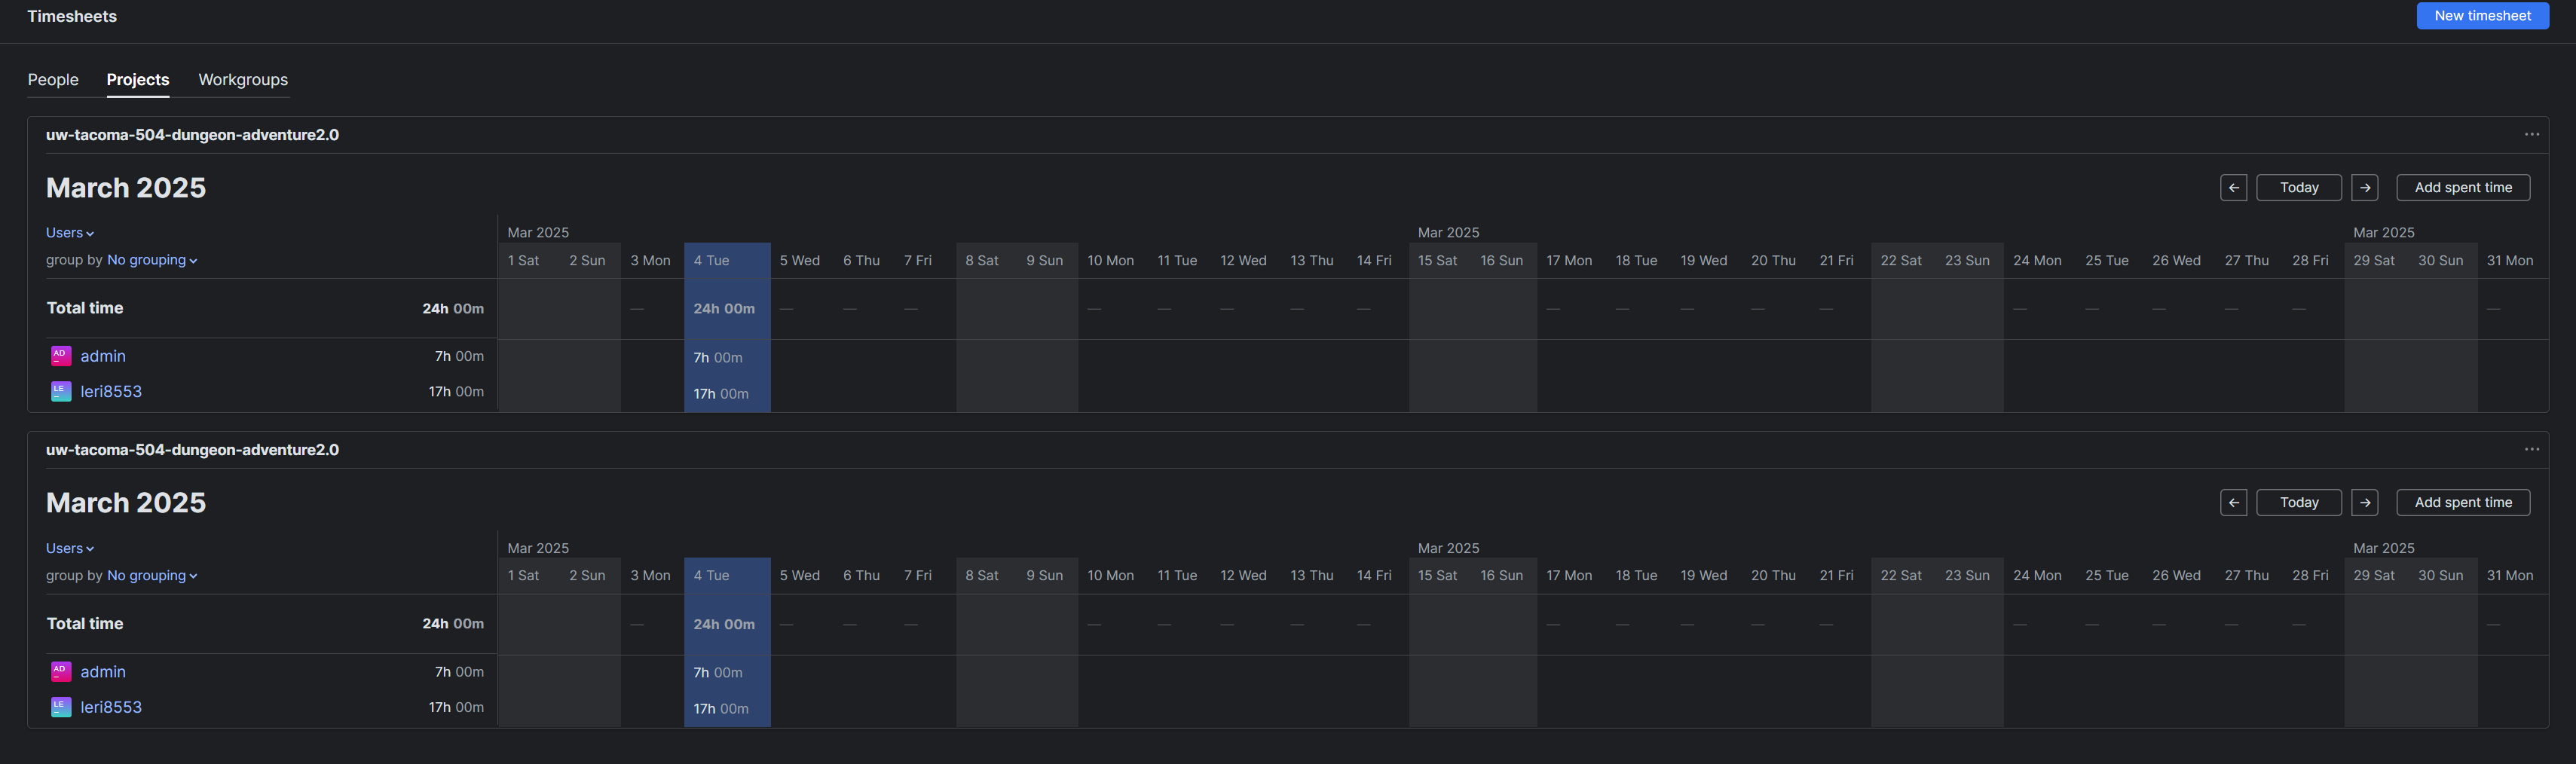 Timesheets New timesheet
People Projects Workgroups
uw-tacoma-504-dungeon-adventure2.0 ...
March 2025 ← Today → Add spent time
Users Mar 2025 Mar 2025 Mar 2025
group by No grouping 1 Sat 2 Sun 3 Mon 4 Tue 5 Wed 6 Thu 7 Fri 8 Sat 9 Sun 10 Mon 11 Tue 12 Wed 13 Thu 14 Fri 15 Sat 16 Sun 17 Mon 18 Tue 19 Wed 20 Thu 21 Fri 22 Sat 23 Sun 24 Mon 25 Tue 26 Wed 27 Thu 28 Fri 29 Sat 30 Sun 31 Mon
Total time 24h 00m — 24h 00m — — — — — — — — — — — — — — — — — — —
AD admin 7h 00m 7h 00m
LE leri8553 17h 00m 17h 00m
uw-tacoma-504-dungeon-adventure2.0 ...
March 2025 ← Today → Add spent time
Users Mar 2025 Mar 2025 Mar 2025
group by No grouping 1 Sat 2 Sun 3 Mon 4 Tue 5 Wed 6 Thu 7 Fri 8 Sat 9 Sun 10 Mon 11 Tue 12 Wed 13 Thu 14 Fri 15 Sat 16 Sun 17 Mon 18 Tue 19 Wed 20 Thu 21 Fri 22 Sat 23 Sun 24 Mon 25 Tue 26 Wed 27 Thu 28 Fri 29 Sat 30 Sun 31 Mon
Total time 24h 00m — 24h 00m — — — — — — — — — — — — — — — — — — —
AD admin 7h 00m 7h 00m
LE leri8553 17h 00m 17h 00m